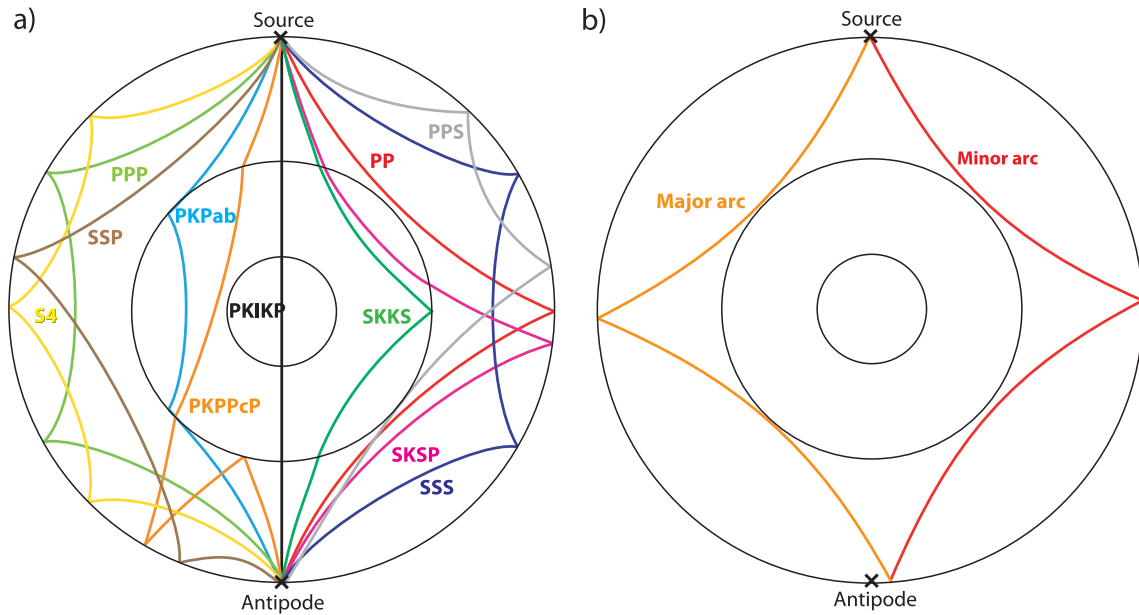 a)
Source
PPS
PP
PPP
PKPab
SSP
PKIKP
S4
SKKS
PKPPcP
SKSP
SSS
Antipode
b)
Source
Minor arc
Major arc
Antipode